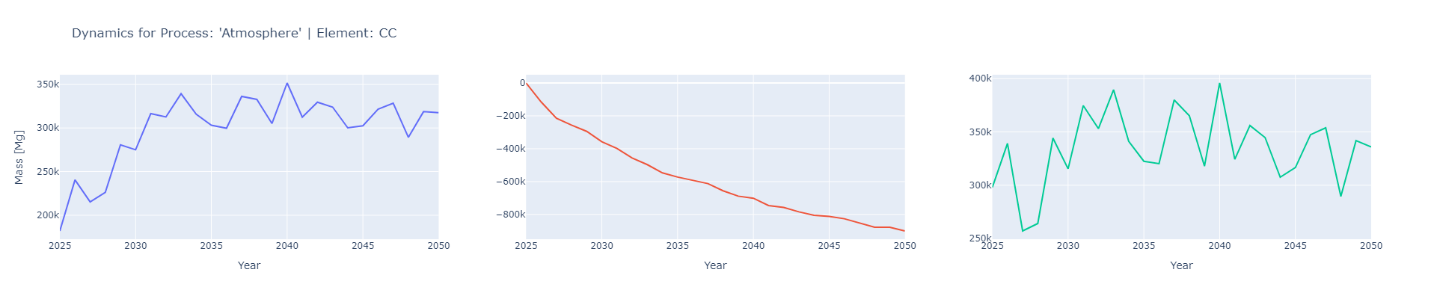 Dynamics for Process: 'Atmosphere' | Element: CC
Mass [Mg]
350k
300k
250k
200k
2025 2030 2035 2040 2045 2050
Year
0
−200k
−400k
−600k
−800k
2025 2030 2035 2040 2045 2050
Year
400k
350k
300k
250k
2025 2030 2035 2040 2045 2050
Year